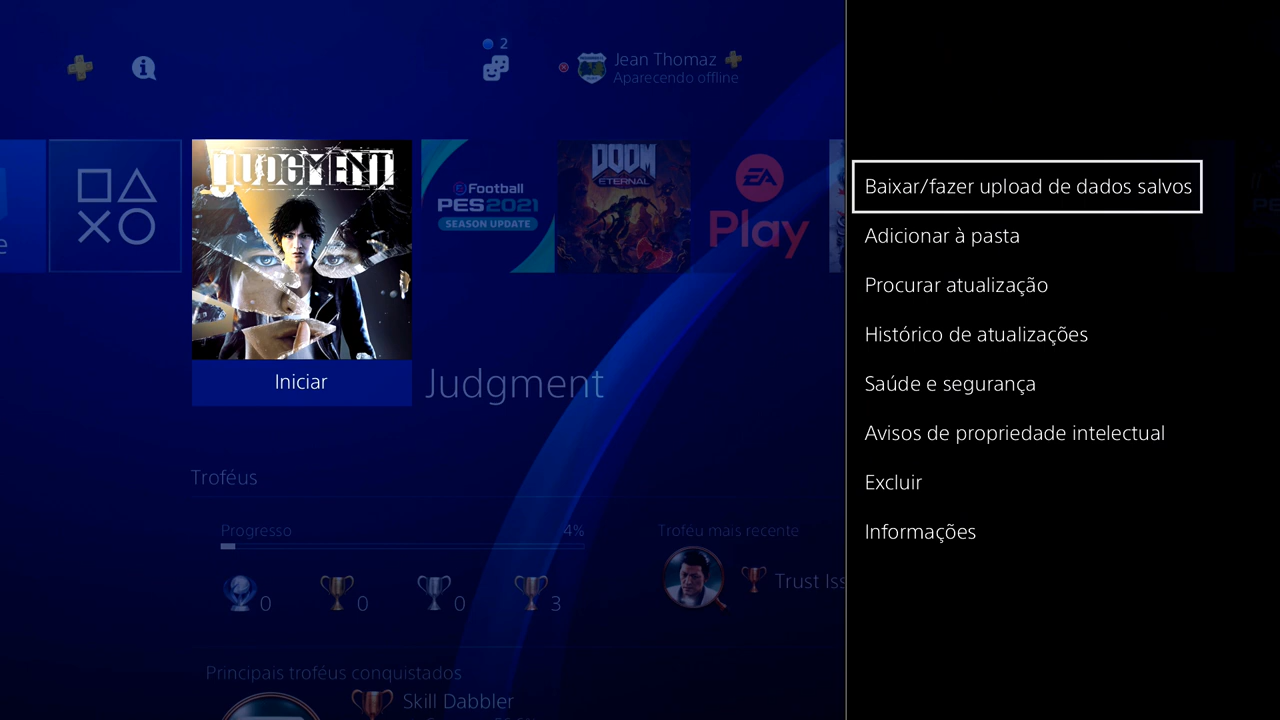 2
Jean Thomaz
Aparecendo offline
JUDGMENT
eFootball
PES2021
SEASON UPDATE
DOOM
ETERNAL
EA
Play
e
Iniciar
Judgment
Troféus
Progresso
4%
Troféu mais recente
0
0
0
3
Trust Iss
Principais troféus conquistados
Skill Dabbler
Baixar/fazer upload de dados salvos
Adicionar à pasta
Procurar atualização
Histórico de atualizações
Saúde e segurança
Avisos de propriedade intelectual
Excluir
Informações